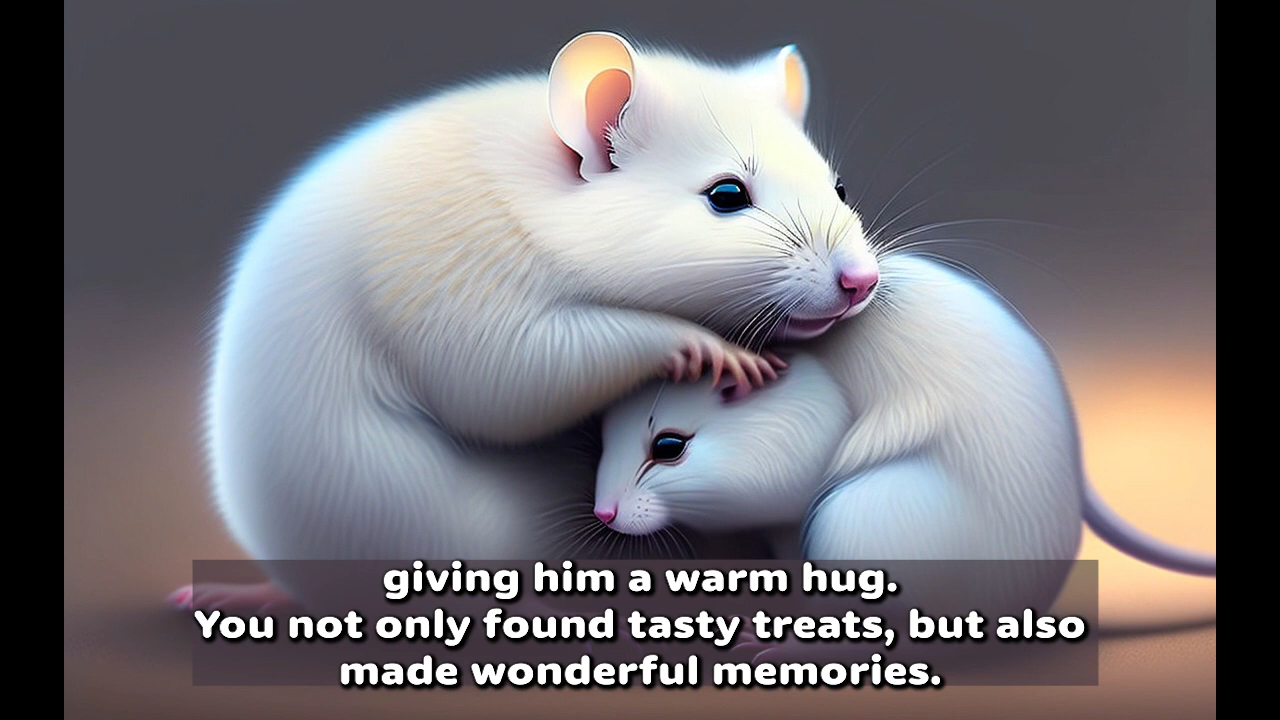 giving him a warm hug.
You not only found tasty treats, but also
made wonderful memories.